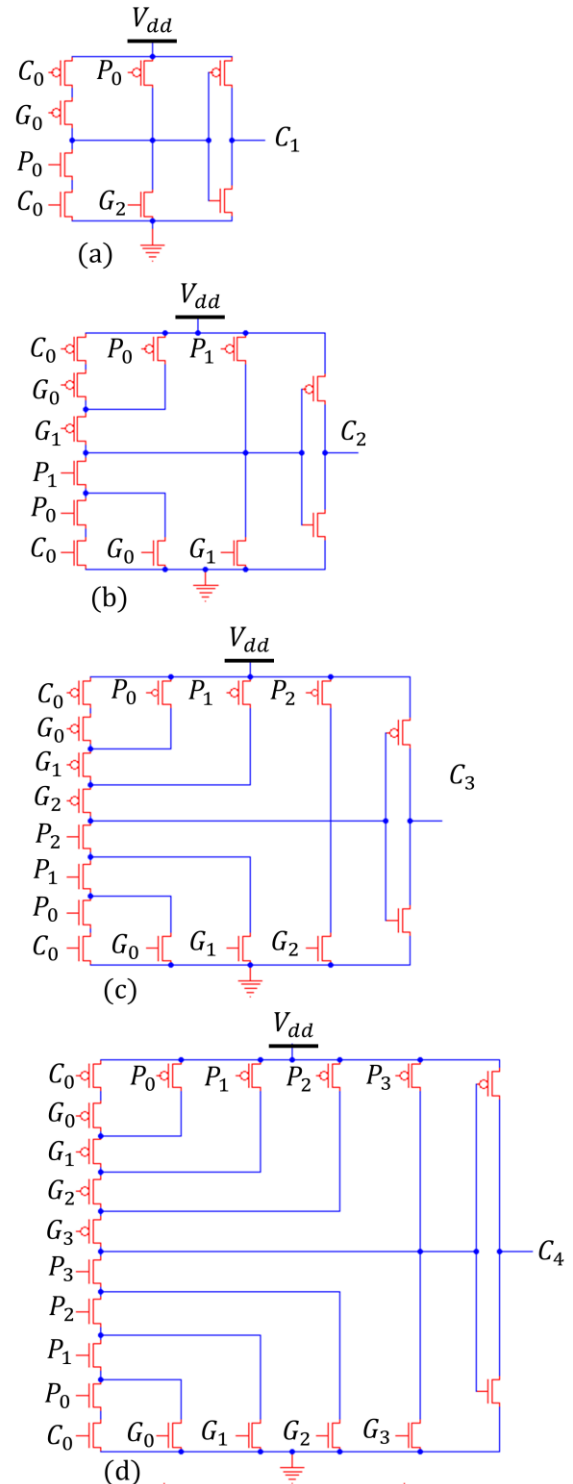 V_dd
C_0 P_0
G_0
C_1
P_0
C_0 G_2
(a)
V_dd
C_0 P_0 P_1
G_0
G_1
C_2
P_1
P_0
C_0 G_0 G_1
(b)
V_dd
C_0 P_0 P_1 P_2
G_0
G_1
C_3
G_2
P_2
P_1
P_0
C_0 G_0 G_1 G_2
(c)
V_dd
C_0 P_0 P_1 P_2 P_3
G_0
G_1
G_2
G_3
C_4
P_3
P_2
P_1
P_0
C_0 G_0 G_1 G_2 G_3
(d)